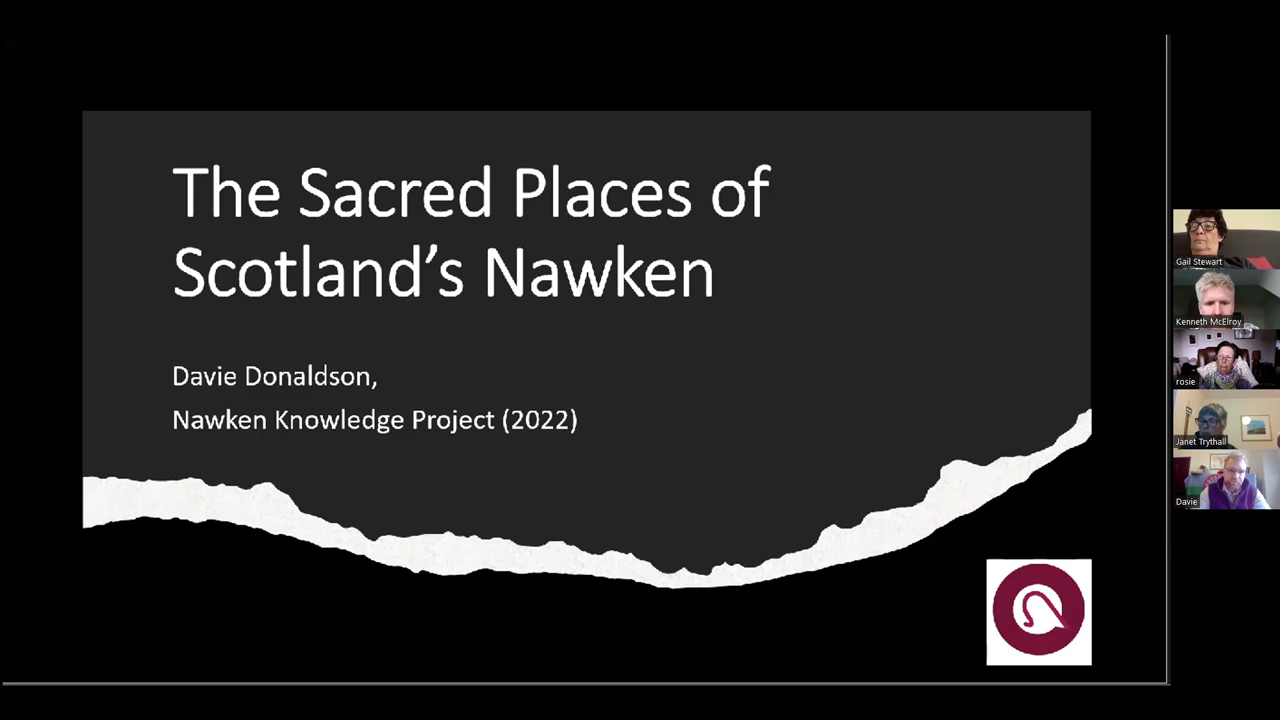 The Sacred Places of
Scotland's Nawken
Davie Donaldson,
Nawken Knowledge Project (2022)
Gail Stewart
Kenneth McElroy
rosie
Janet Trythall
Davie